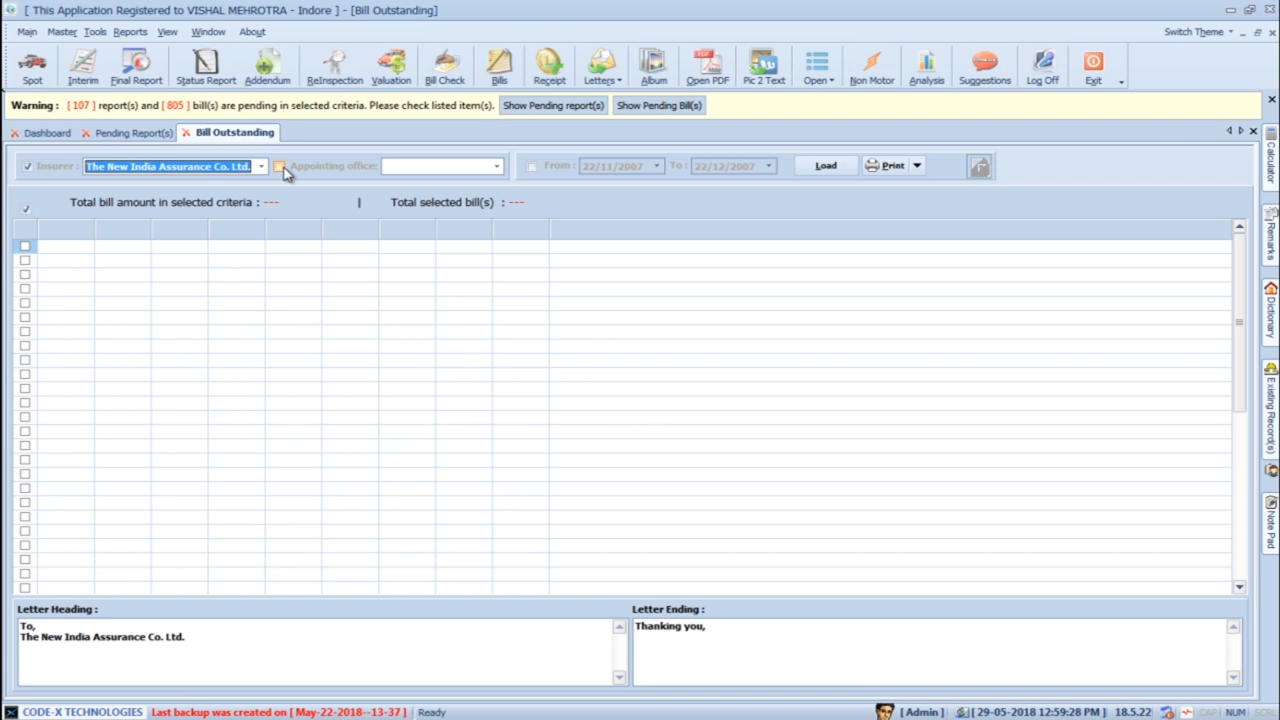 [ This Application Registered to VISHAL MEHROTRA - Indore ] - [Bill Outstanding]
Main Master Tools Reports View Window About Switch Theme
Spot Interim Final Report Status Report Addendum ReInspection Valuation Bill Check Bills Receipt Letters Album Open PDF Pic 2 Text Open Non Motor Analysis Suggestions Log Off Exit
Warning : [ 107 ] report(s) and [ 805 ] bill(s) are pending in selected criteria. Please check listed item(s). Show Pending report(s) Show Pending Bill(s)
Dashboard Pending Report(s) Bill Outstanding
Insurer : The New India Assurance Co. Ltd. Appointing office: From : 22/11/2007 To : 22/12/2007 Load Print
Total bill amount in selected criteria : --- | Total selected bill(s) : ---
Calculator
Remarks
Dictionary
Existing Record(s)
Note Pad
Letter Heading :
To,
The New India Assurance Co. Ltd.
Letter Ending :
Thanking you,
CODE-X TECHNOLOGIES Last backup was created on [ May-22-2018--13-37 ] Ready [ Admin ] [ 29-05-2018 12:59:28 PM ] 18.5.22 CAP NUM SCRL